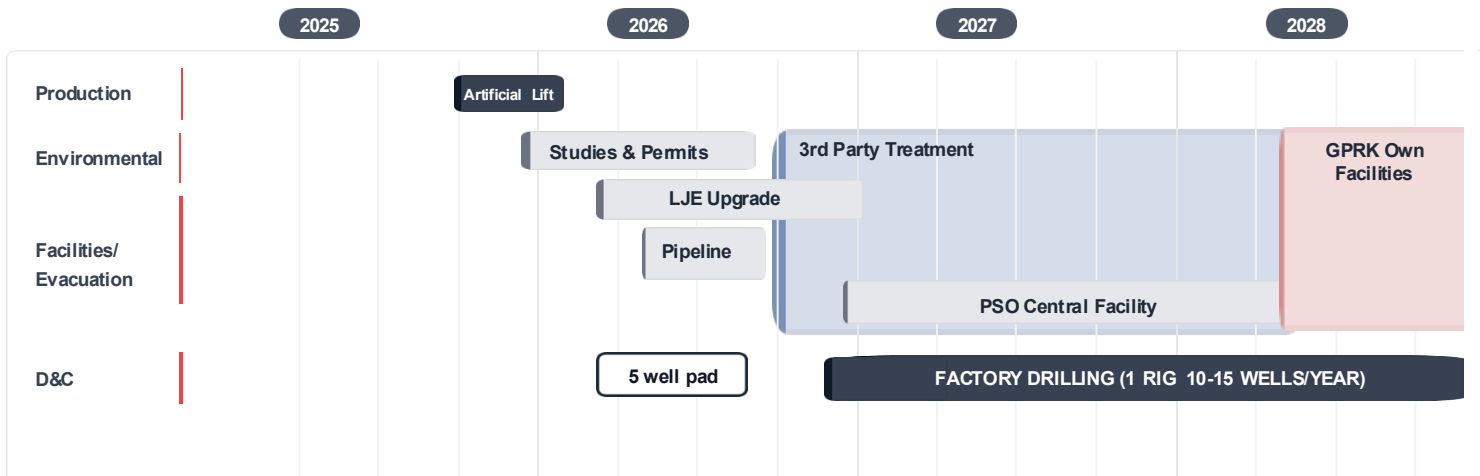 2025
2026
2027
2028
Production
Artificial Lift
Environmental
Studies & Permits
3rd Party Treatment
GPRK Own
Facilities
LJE Upgrade
Facilities/
Evacuation
Pipeline
PSO Central Facility
D&C
5 well pad
FACTORY DRILLING (1 RIG 10-15 WELLS/YEAR)